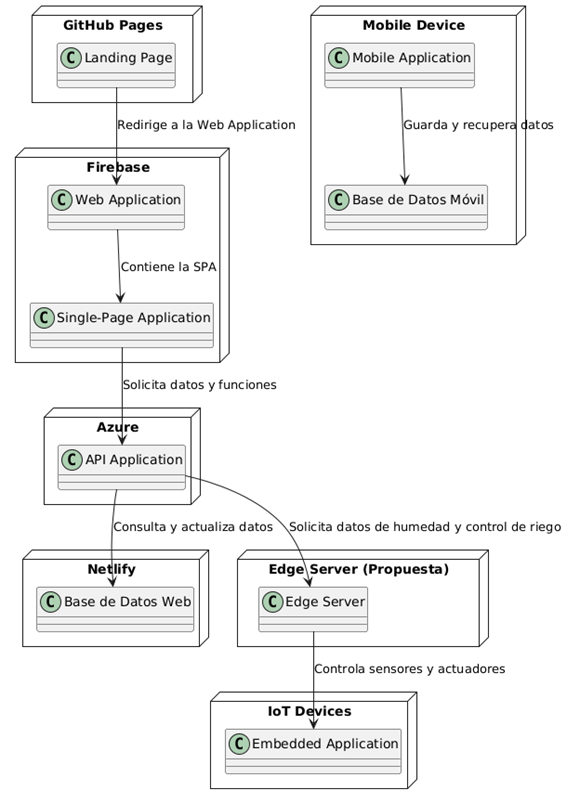 GitHub Pages
C Landing Page
Redirige a la Web Application
Mobile Device
C Mobile Application
Guarda y recupera datos
C Base de Datos Móvil
Firebase
C Web Application
Contiene la SPA
C Single-Page Application
Solicita datos y funciones
Azure
C API Application
Consulta y actualiza datos
Solicita datos de humedad y control de riego
Netlify
C Base de Datos Web
Edge Server (Propuesta)
C Edge Server
Controla sensores y actuadores
IoT Devices
C Embedded Application